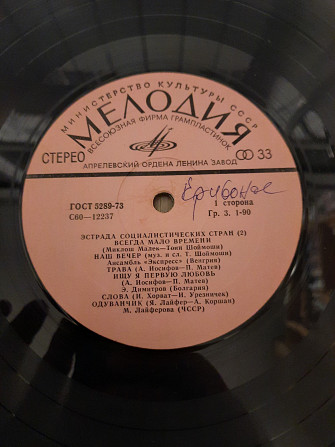 МИНИСТЕРСТВО КУЛЬТУРЫ СССР
МЕЛОДИЯ
ВСЕСОЮЗНАЯ ФИРМА ГРАМПЛАСТИНОК
СТЕРЕО
33
АПРЕЛЕВСКИЙ ОРДЕНА ЛЕНИНА ЗАВОД
ГОСТ 5289-73
С60—12237
1 сторона
Гр. 3. 1-90
ЭСТРАДА СОЦИАЛИСТИЧЕСКИХ СТРАН (2)
ВСЕГДА МАЛО ВРЕМЕНИ
(Миклош Малек—Тони Шоймоши)
НАШ ВЕЧЕР (муз. и сл. Т. Шоймоши)
Ансамбль «Экспресс» (Венгрия)
ТРАВА (А. Иосифов—П. Матев)
ИЩУ Я ПЕРВУЮ ЛЮБОВЬ
(А. Иосифов—П. Матев)
Э. Димитров (Болгария)
СЛОВА (И. Хорват—И. Урезничек)
ОДУВАНЧИК (Я. Лайфер—А. Коршан)
М. Лайферова (ЧССР)